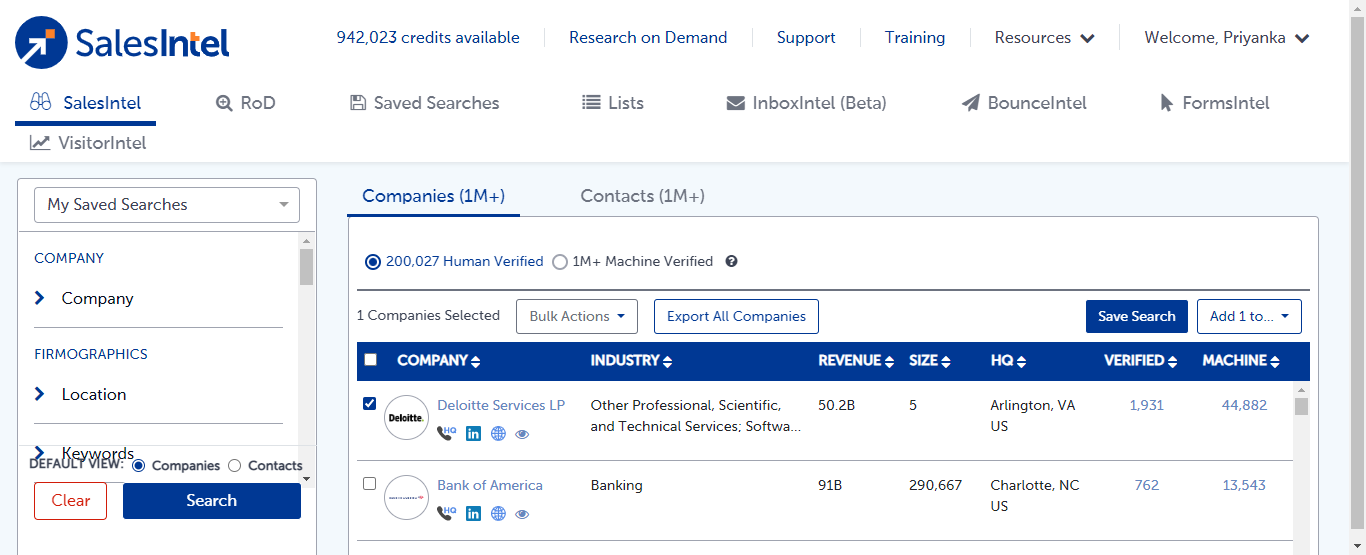 SalesIntel
942,023 credits available
Research on Demand
Support
Training
Resources
Welcome, Priyanka
SalesIntel
RoD
Saved Searches
Lists
InboxIntel (Beta)
BounceIntel
FormsIntel
VisitorIntel
My Saved Searches
COMPANY
Company
FIRMOGRAPHICS
Location
Keywords
DEFAULT VIEW: Companies Contacts
Clear
Search
Companies (1M+)
Contacts (1M+)
200,027 Human Verified
1M+ Machine Verified
1 Companies Selected
Bulk Actions
Export All Companies
Save Search
Add 1 to...
COMPANY INDUSTRY REVENUE SIZE HQ VERIFIED MACHINE
Deloitte.
Deloitte Services LP
HQ
Other Professional, Scientific,
and Technical Services; Softwa...
50.2B
5
Arlington, VA
US
1,931
44,882
Bank of America
HQ
Banking
91B
290,667
Charlotte, NC
US
762
13,543